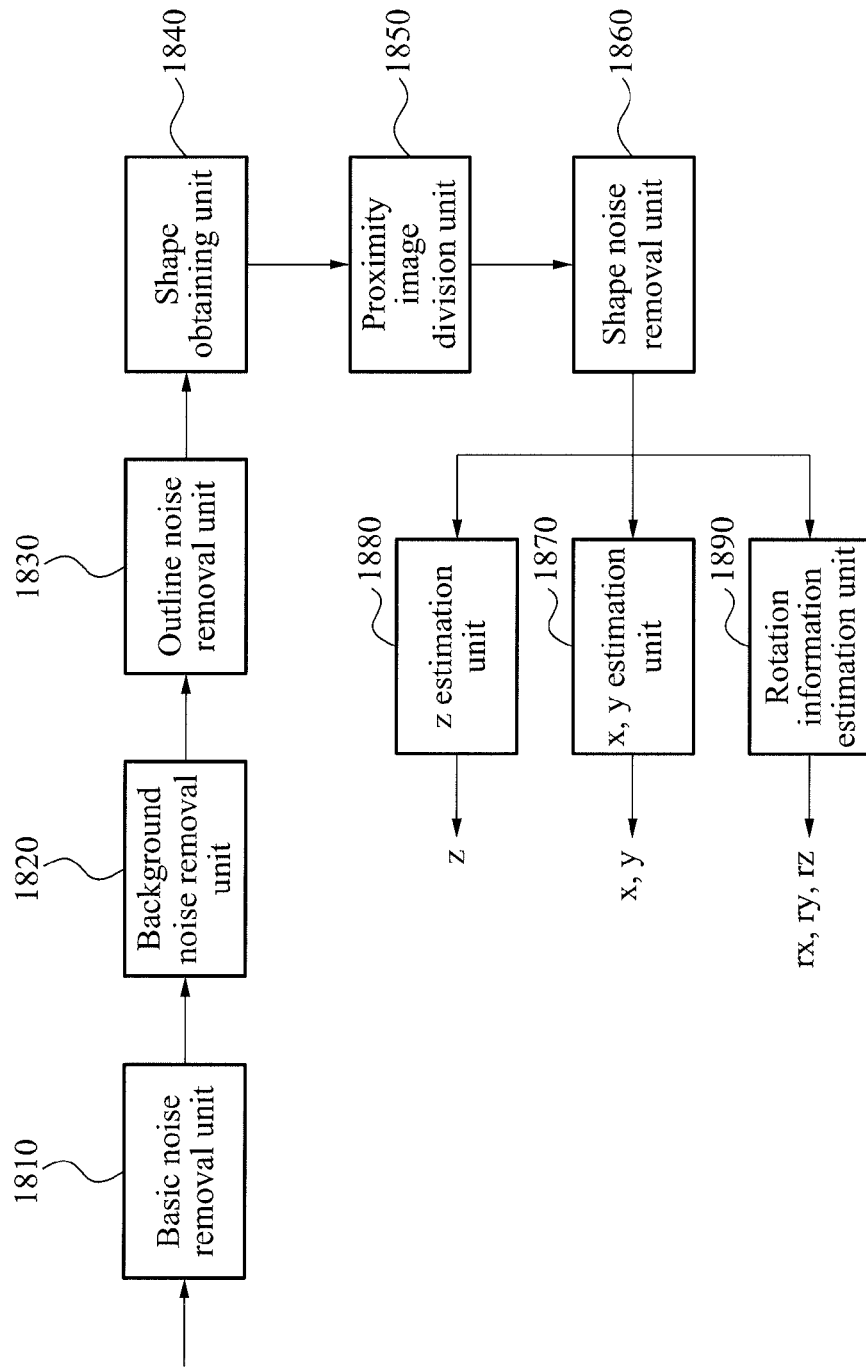 1810
Basic noise
removal unit
1820
Background
noise removal
unit
1830
Outline noise
removal unit
1840
Shape
obtaining unit
1850
Proximity
image
division unit
1860
Shape noise
removal unit
1880
z estimation
unit
z
1870
x, y estimation
unit
x, y
1890
Rotation
information
estimation unit
rx, ry, rz